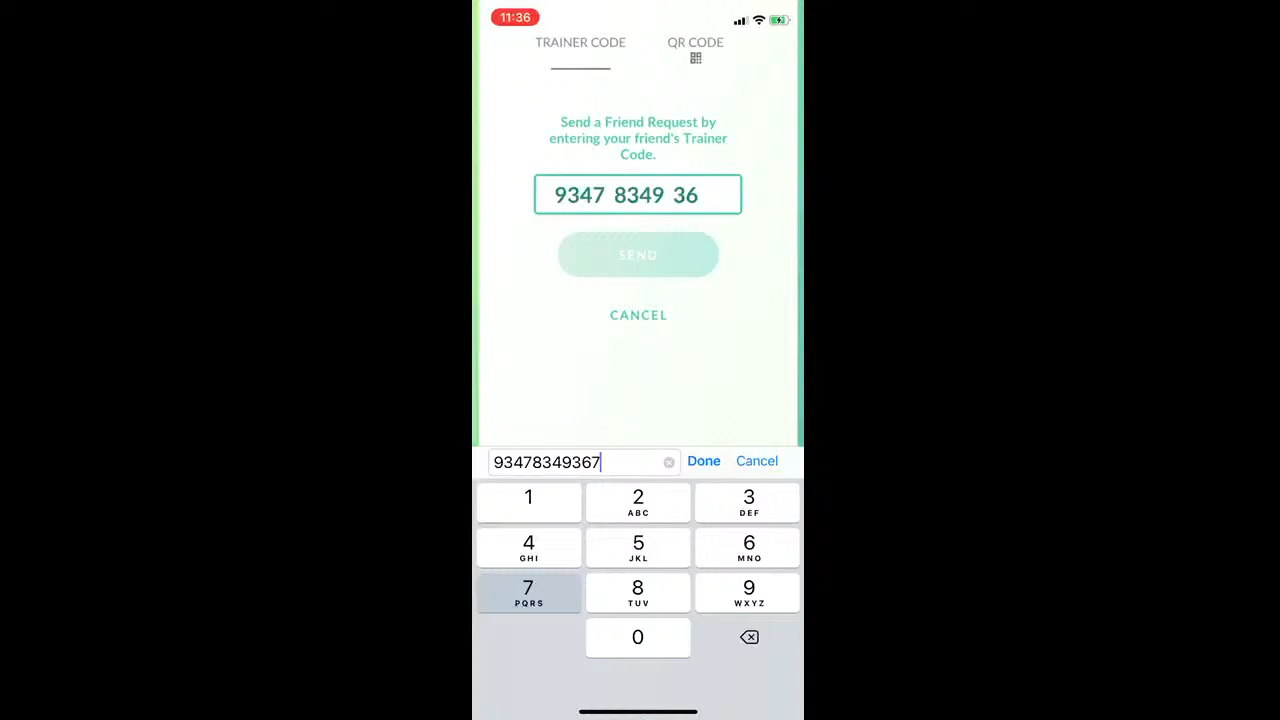 11:36
TRAINER CODE
QR CODE
Send a Friend Request by
entering your friend's Trainer
Code.
9347 8349 36
SEND
CANCEL
93478349367
Done
Cancel
1
2
3
ABC
DEF
4
5
6
GHI
JKL
MNO
7
8
9
PQRS
TUV
WXYZ
0